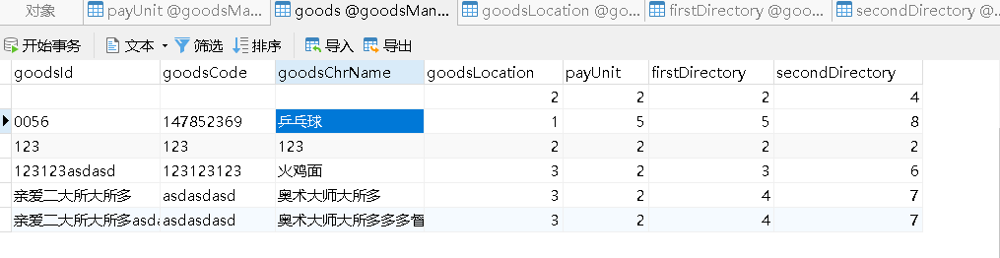 对象 payUnit @goodsMa... goods @goodsMan... goodsLocation @go... firstDirectory @goo... secondDirectory @...
开始事务 文本 筛选 排序 导入 导出
goodsId goodsCode goodsChrName goodsLocation payUnit firstDirectory secondDirectory
2 2 2 4
0056 147852369 乒乓球 1 5 5 8
123 123 123 2 2 2 2
123123asdasd 123123123 火鸡面 3 2 3 6
亲爱二大所大所多 asdasdasd 奥术大师大所多 3 2 4 7
亲爱二大所大所多asda asdasdasd 奥术大师大所多多多督 3 2 4 7